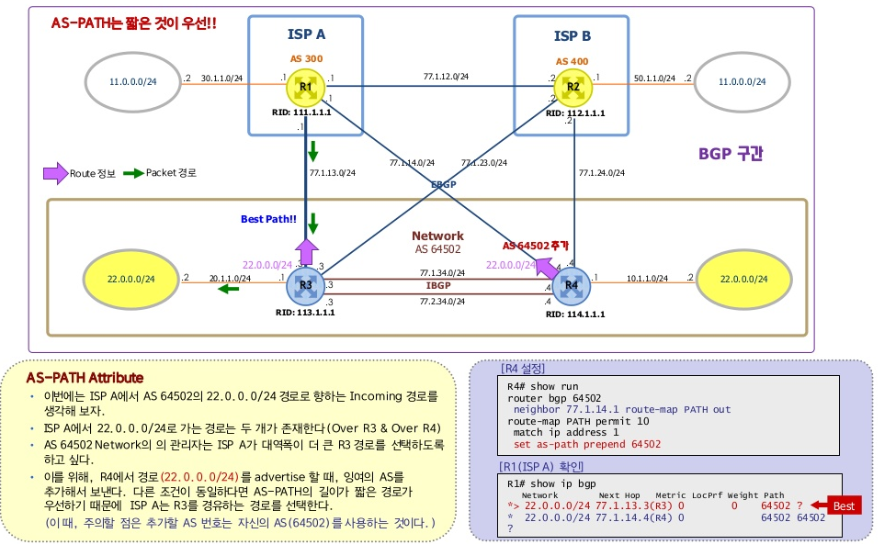 AS-PATH는 짧은 것이 우선!!
ISP A
ISP B
AS 300
AS 400
11.0.0.0/24
.2
30.1.1.0/24
.1
R1
.1
77.1.12.0/24
.2
R2
.1
50.1.1.0/24
.2
11.0.0.0/24
.1
.2
RID: 111.1.1.1
RID: 112.1.1.1
.1
.2
BGP 구간
Route 정보
Packet 경로
77.1.13.0/24
77.1.14.0/24
77.1.23.0/24
77.1.24.0/24
EBGP
Best Path!!
Network
AS 64502
AS 64502 추가
22.0.0.0/24
.3
22.0.0.0/24
.4
22.0.0.0/24
.2
20.1.1.0/24
.1
R3
.3
77.1.34.0/24
IBGP
77.2.34.0/24
.3
.4
.4
R4
.1
10.1.1.0/24
.2
22.0.0.0/24
RID: 113.1.1.1
RID: 114.1.1.1
AS-PATH Attribute
• 이번에는 ISP A에서 AS 64502의 22.0.0.0/24 경로로 향하는 Incoming 경로를
생각해 보자.
• ISP A에서 22.0.0.0/24로 가는 경로는 두 개가 존재한다(Over R3 & Over R4)
• AS 64502 Network의 의 관리자는 ISP A가 대역폭이 더 큰 R3 경로를 선택하도록
하고 싶다.
• 이를 위해, R4에서 경로(22.0.0.0/24)를 advertise 할 때, 잉여의 AS를
추가해서 보낸다. 다른 조건이 동일하다면 AS-PATH의 길이가 짧은 경로가
우선하기 때문에 ISP A는 R3를 경유하는 경로를 선택한다.
(이 때, 주의할 점은 추가할 AS 번호는 자신의 AS(64502)를 사용하는 것이다.)
[R4 설정]
R4# show run
router bgp 64502
neighbor 77.1.14.1 route-map PATH out
route-map PATH permit 10
match ip address 1
set as-path prepend 64502
[R1(ISP A) 확인]
R1# show ip bgp
Network Next Hop Metric LocPrf Weight Path
*> 22.0.0.0/24 77.1.13.3(R3) 0 0 64502 ?
Best
* 22.0.0.0/24 77.1.14.4(R4) 0 64502 64502
?